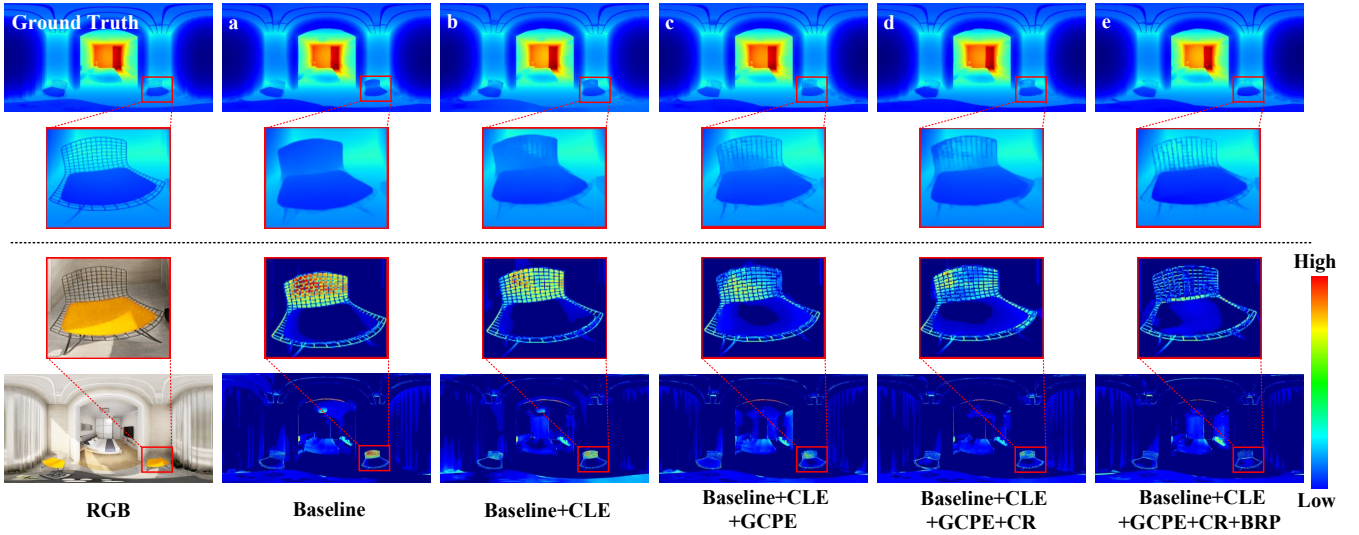 Ground Truth
a
b
c
d
e
High
Low
RGB
Baseline
Baseline+CLE
Baseline+CLE
+GCPE
Baseline+CLE
+GCPE+CR
Baseline+CLE
+GCPE+CR+BRP